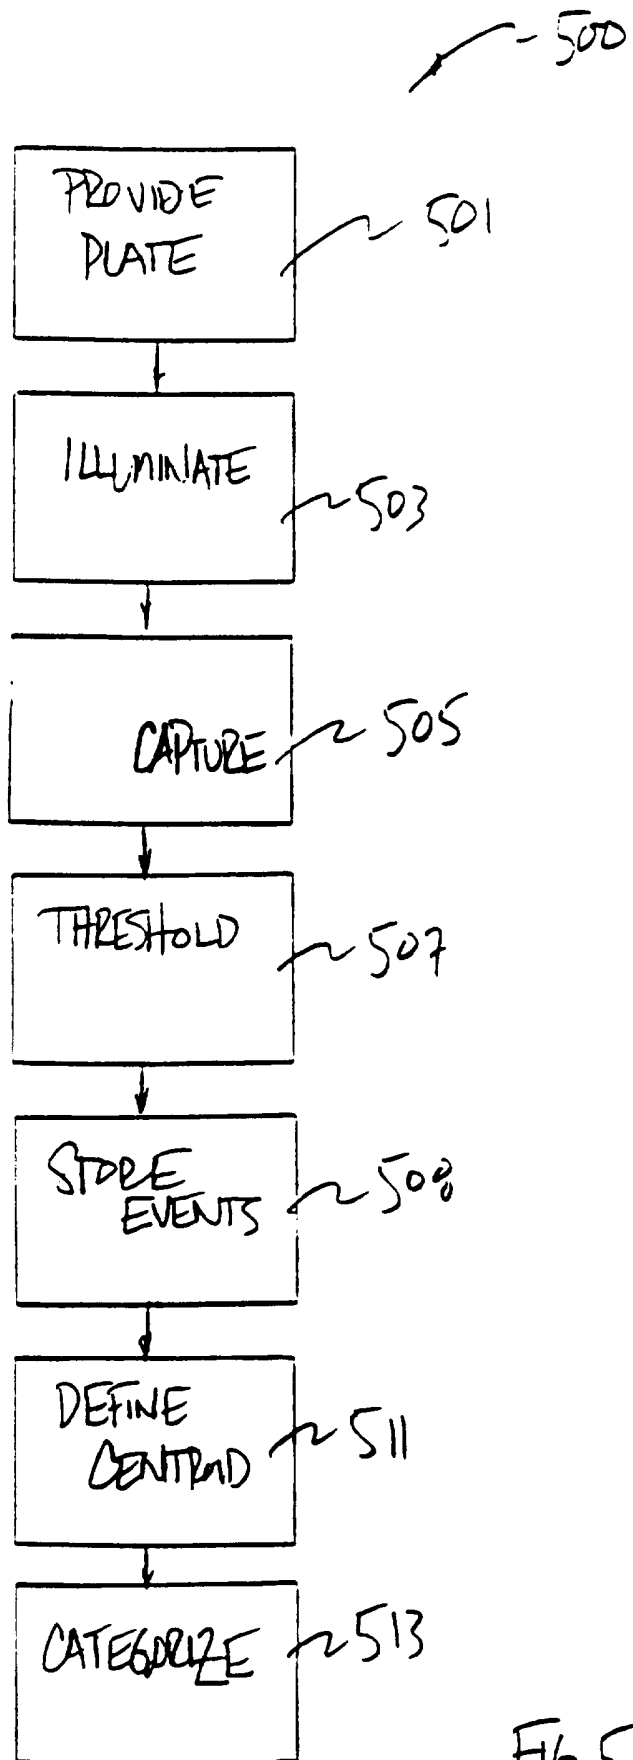 500
PROVIDE
PLATE
501
ILLUMINATE
503
CAPTURE
505
THRESHOLD
507
STORE
EVENTS
508
DEFINE
CENTROID
511
CATEGORIZE
513
FIG 5